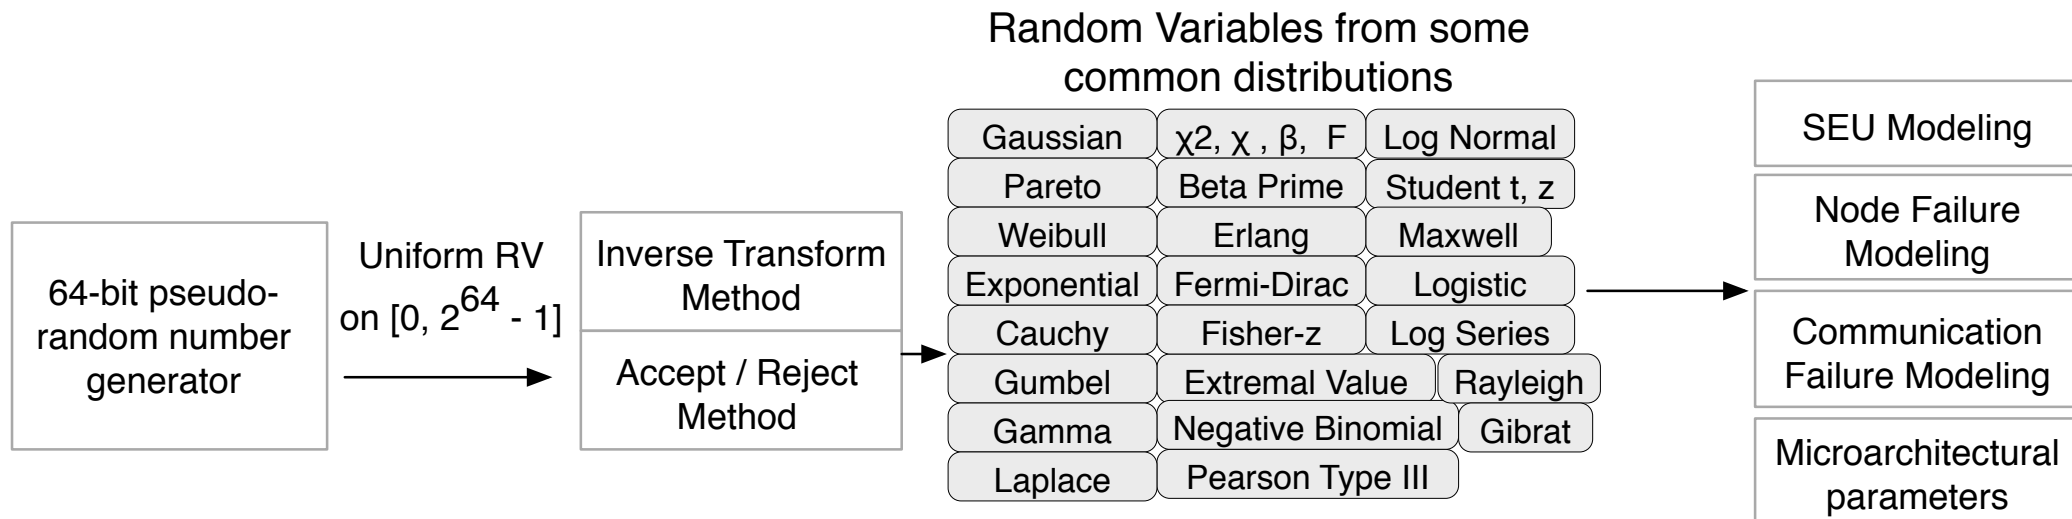 64-bit pseudo-
random number
generator
Uniform RV
on [0, 2^64 - 1]
Inverse Transform
Method
Accept / Reject
Method
Random Variables from some
common distributions
Gaussian
χ2, χ , β, F
Log Normal
Pareto
Beta Prime
Student t, z
Weibull
Erlang
Maxwell
Exponential
Fermi-Dirac
Logistic
Cauchy
Fisher-z
Log Series
Gumbel
Extremal Value
Rayleigh
Gamma
Negative Binomial
Gibrat
Laplace
Pearson Type III
SEU Modeling
Node Failure
Modeling
Communication
Failure Modeling
Microarchitectural
parameters